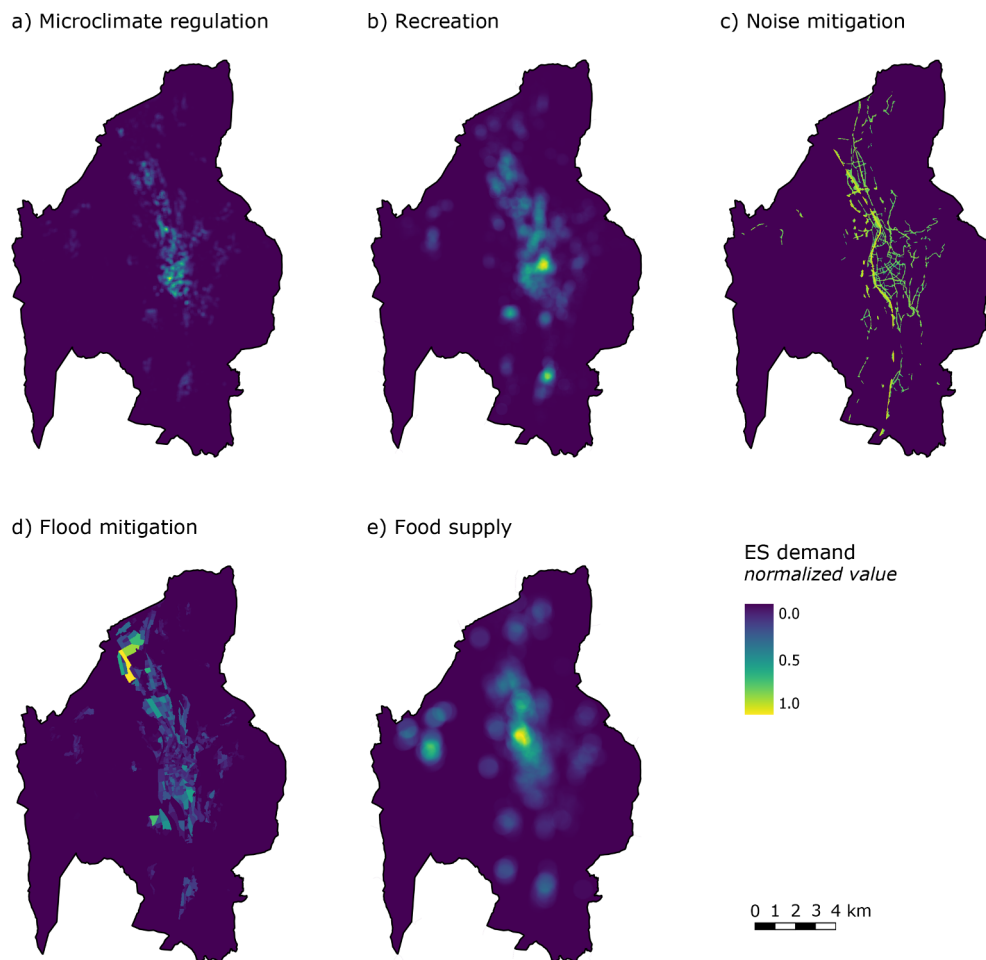 a) Microclimate regulation
b) Recreation
c) Noise mitigation
d) Flood mitigation
e) Food supply
ES demand
normalized value
0.0
0.5
1.0
0 1 2 3 4 km